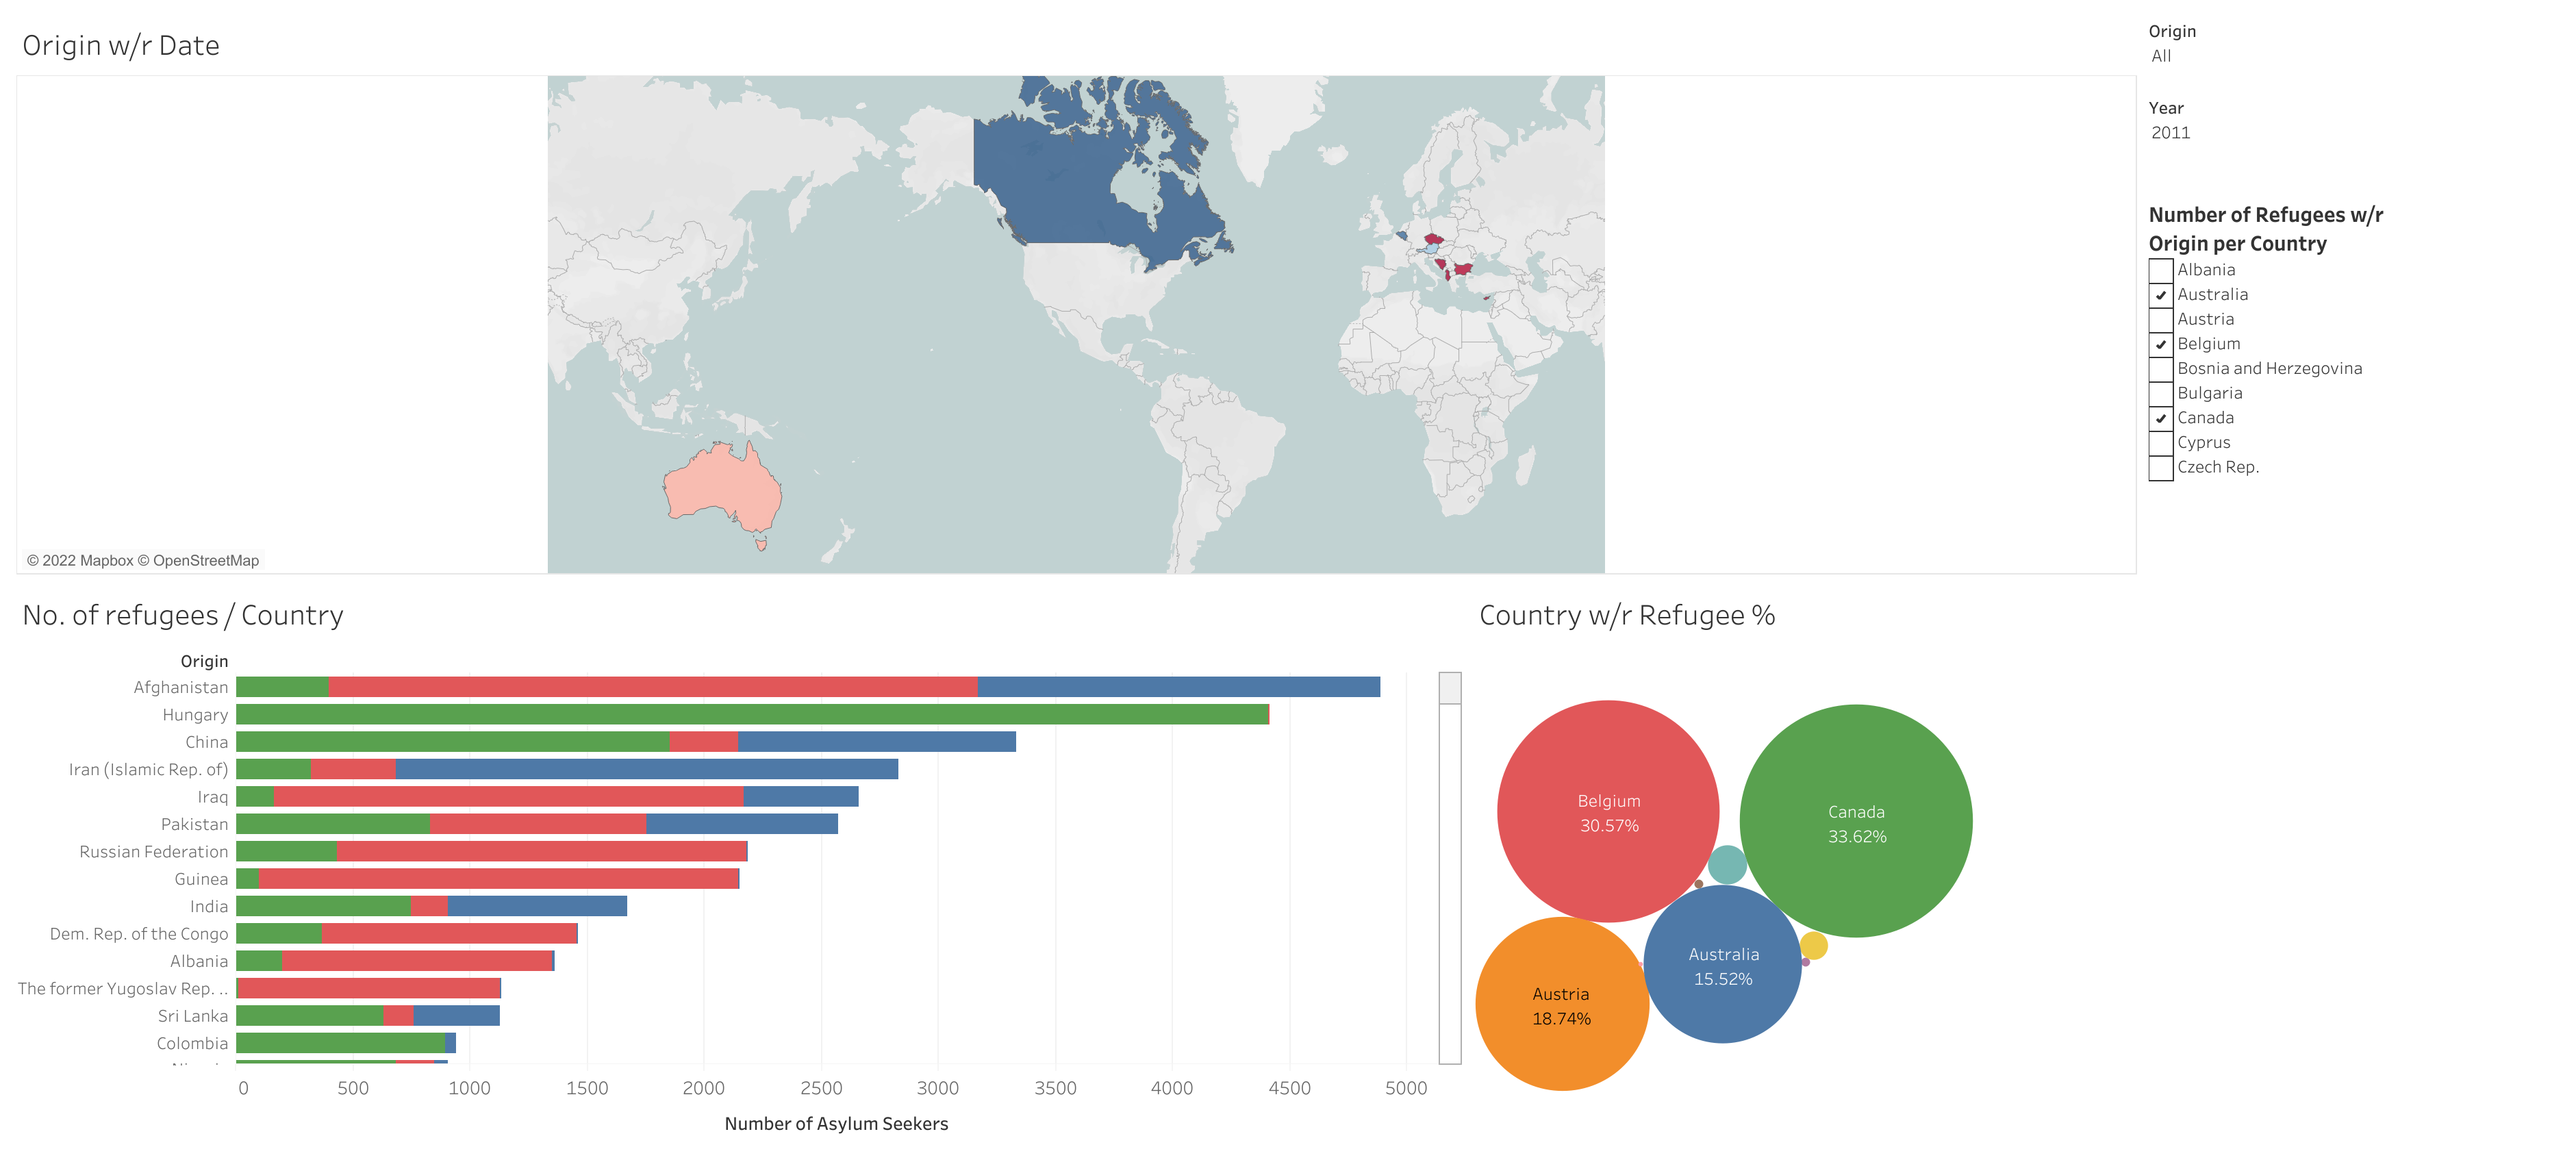 Origin w/r Date
© 2022 Mapbox © OpenStreetMap
Origin
All
Year
2011
Number of Refugees w/r
Origin per Country
Albania
Australia
Austria
Belgium
Bosnia and Herzegovina
Bulgaria
Canada
Cyprus
Czech Rep.
No. of refugees / Country
Origin
Afghanistan
Hungary
China
Iran (Islamic Rep. of)
Iraq
Pakistan
Russian Federation
Guinea
India
Dem. Rep. of the Congo
Albania
The former Yugoslav Rep. ..
Sri Lanka
Colombia
0 500 1000 1500 2000 2500 3000 3500 4000 4500 5000
Number of Asylum Seekers
Country w/r Refugee %
Belgium
30.57%
Canada
33.62%
Australia
15.52%
Austria
18.74%